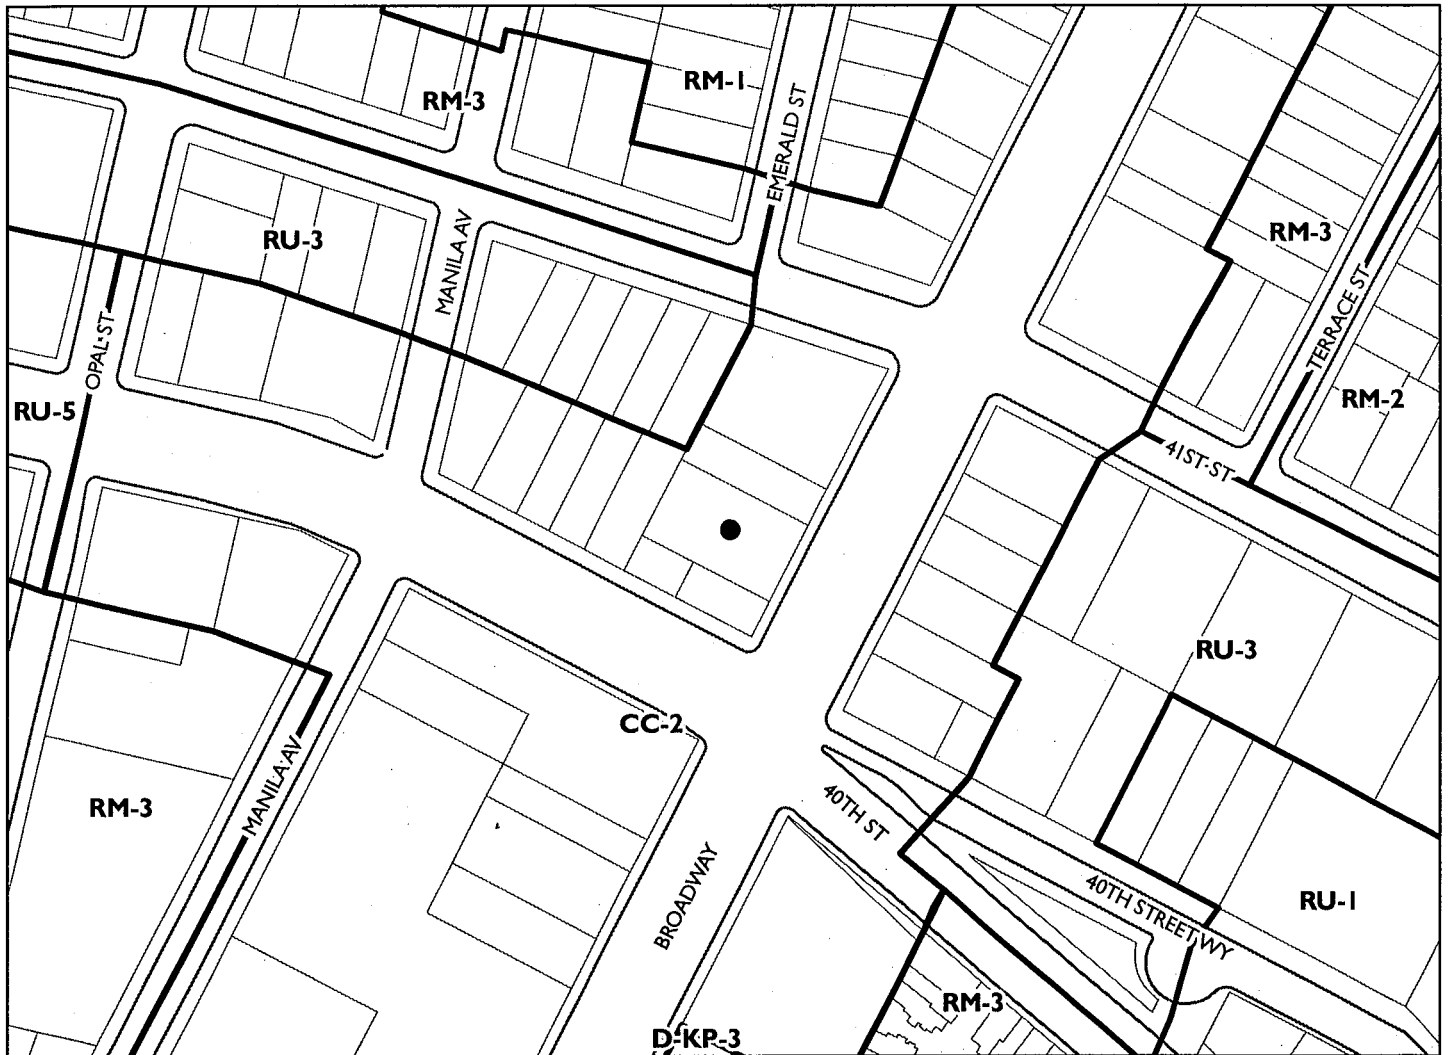 RM-1
RM-3
EMERALD ST
RU-3
MANILA AV
RM-3
TERRACE ST
OPAL ST
RU-5
RM-2
41ST ST
RU-3
CC-2
MANILA AV
RM-3
40TH ST
BROADWAY
40TH STREET WY
RU-1
RM-3
D-KP-3